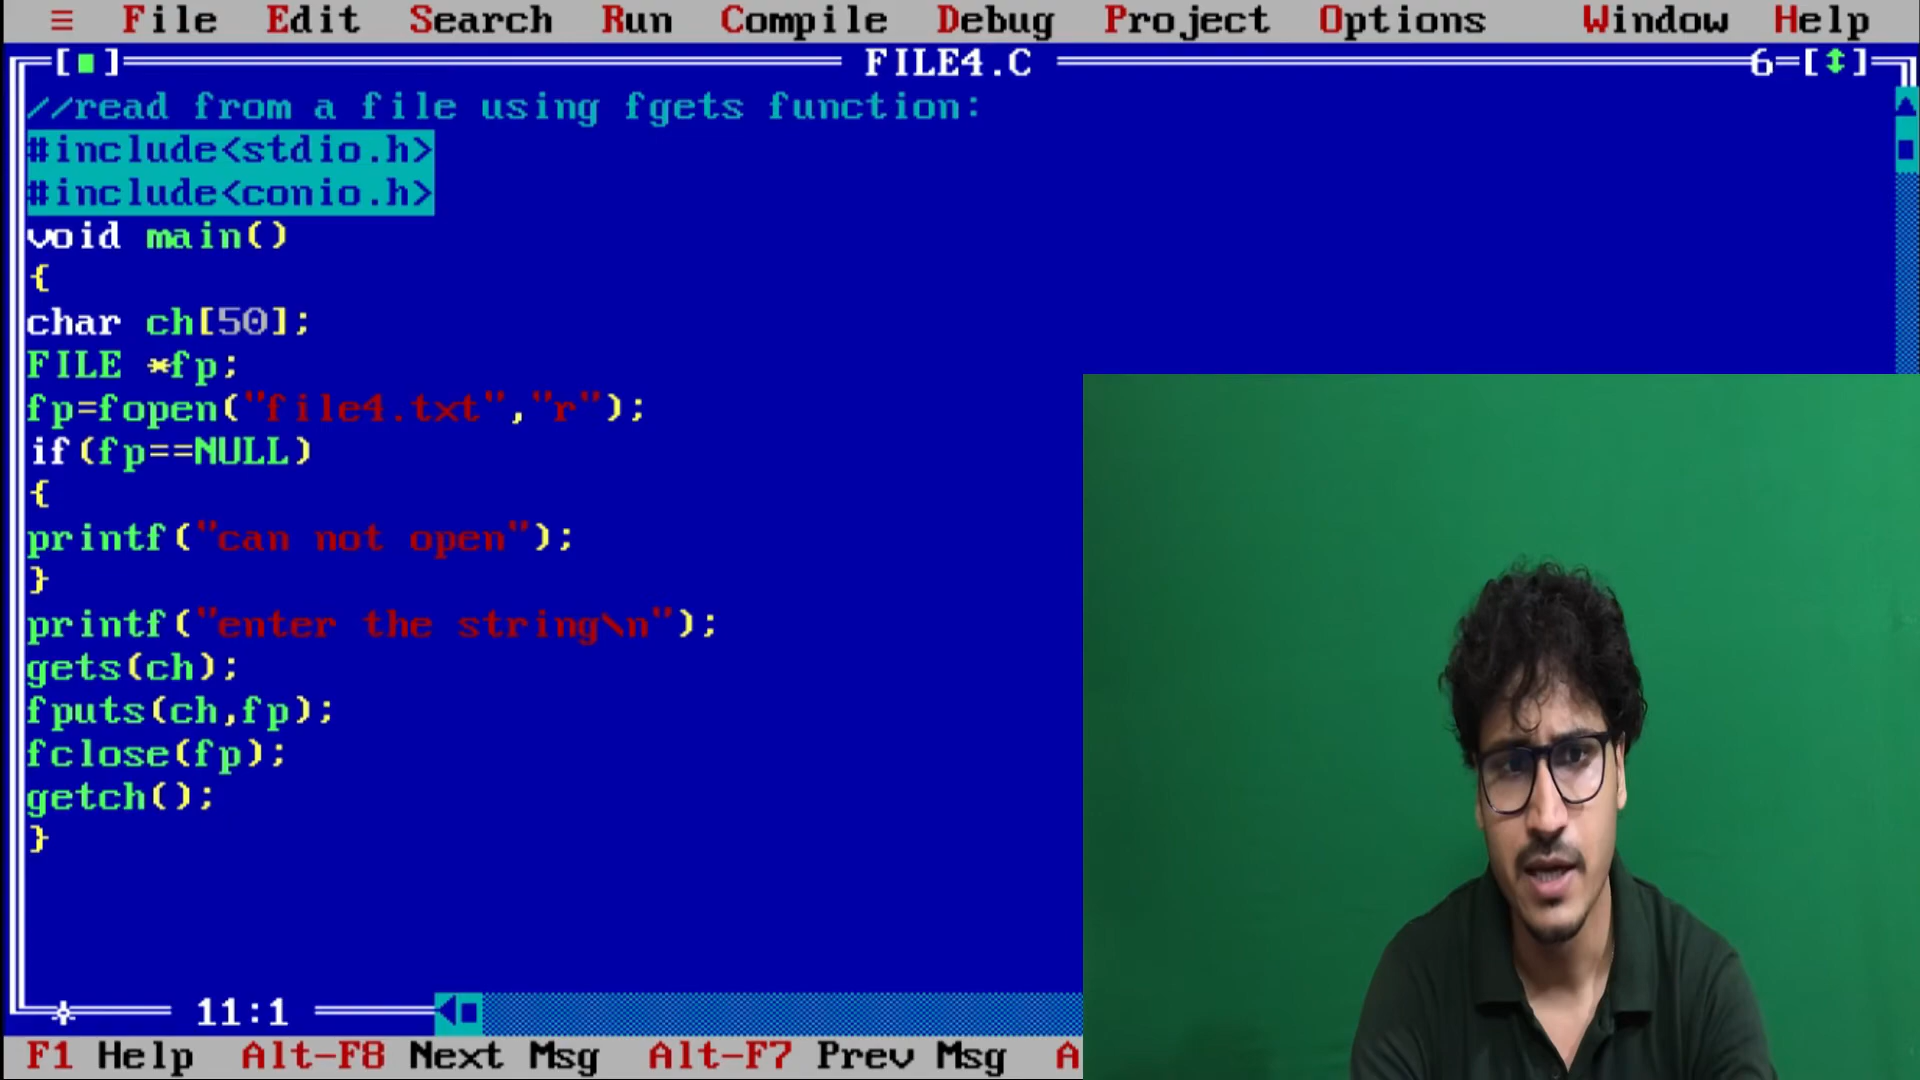 ≡ File Edit Search Run Compile Debug Project Options Window Help
[■] FILE4.C 6=[↕]
//read from a file using fgets function:
#include<stdio.h>
#include<conio.h>
void main()
{
char ch[50];
FILE *fp;
fp=fopen("file4.txt","r");
if(fp==NULL)
{
printf("can not open");
}
printf("enter the string\n");
gets(ch);
fputs(ch,fp);
fclose(fp);
getch();
}
11:1
F1 Help Alt-F8 Next Msg Alt-F7 Prev Msg A